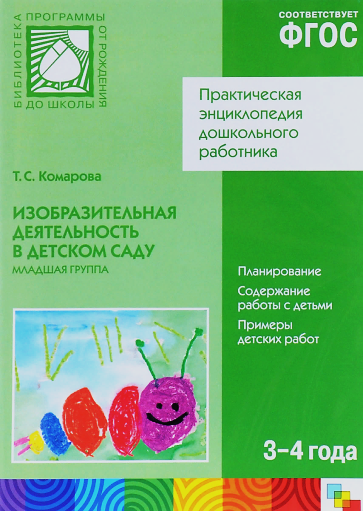 БИБЛИОТЕКА ПРОГРАММЫ
ОТ РОЖДЕНИЯ
ДО ШКОЛЫ
СООТВЕТСТВУЕТ
ФГОС
Практическая
энциклопедия
дошкольного
работника
Т. С. Комарова
ИЗОБРАЗИТЕЛЬНАЯ
ДЕЯТЕЛЬНОСТЬ
В ДЕТСКОМ САДУ
МЛАДШАЯ ГРУППА
Планирование
Содержание
работы с детьми
Примеры
детских работ
3–4 года